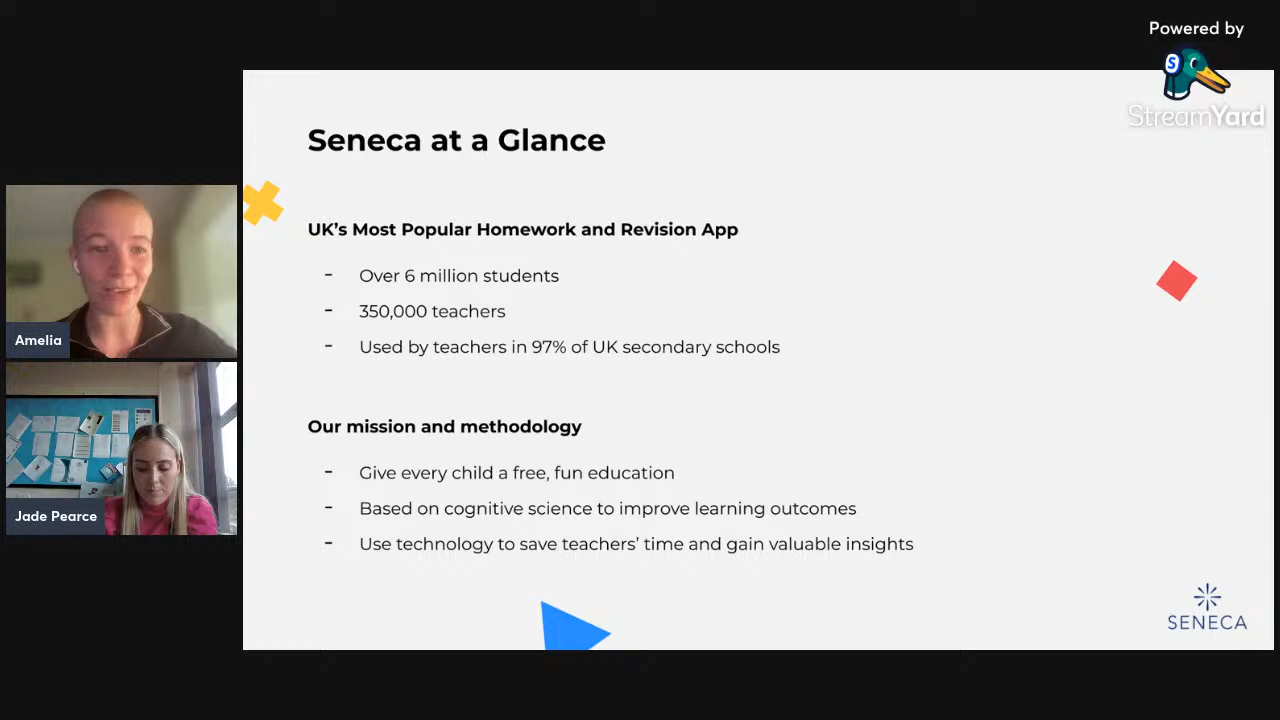 Powered by
S
StreamYard
Seneca at a Glance
UK's Most Popular Homework and Revision App
- Over 6 million students
- 350,000 teachers
- Used by teachers in 97% of UK secondary schools
Amelia
Our mission and methodology
- Give every child a free, fun education
- Based on cognitive science to improve learning outcomes
- Use technology to save teachers' time and gain valuable insights
Jade Pearce
SENECA